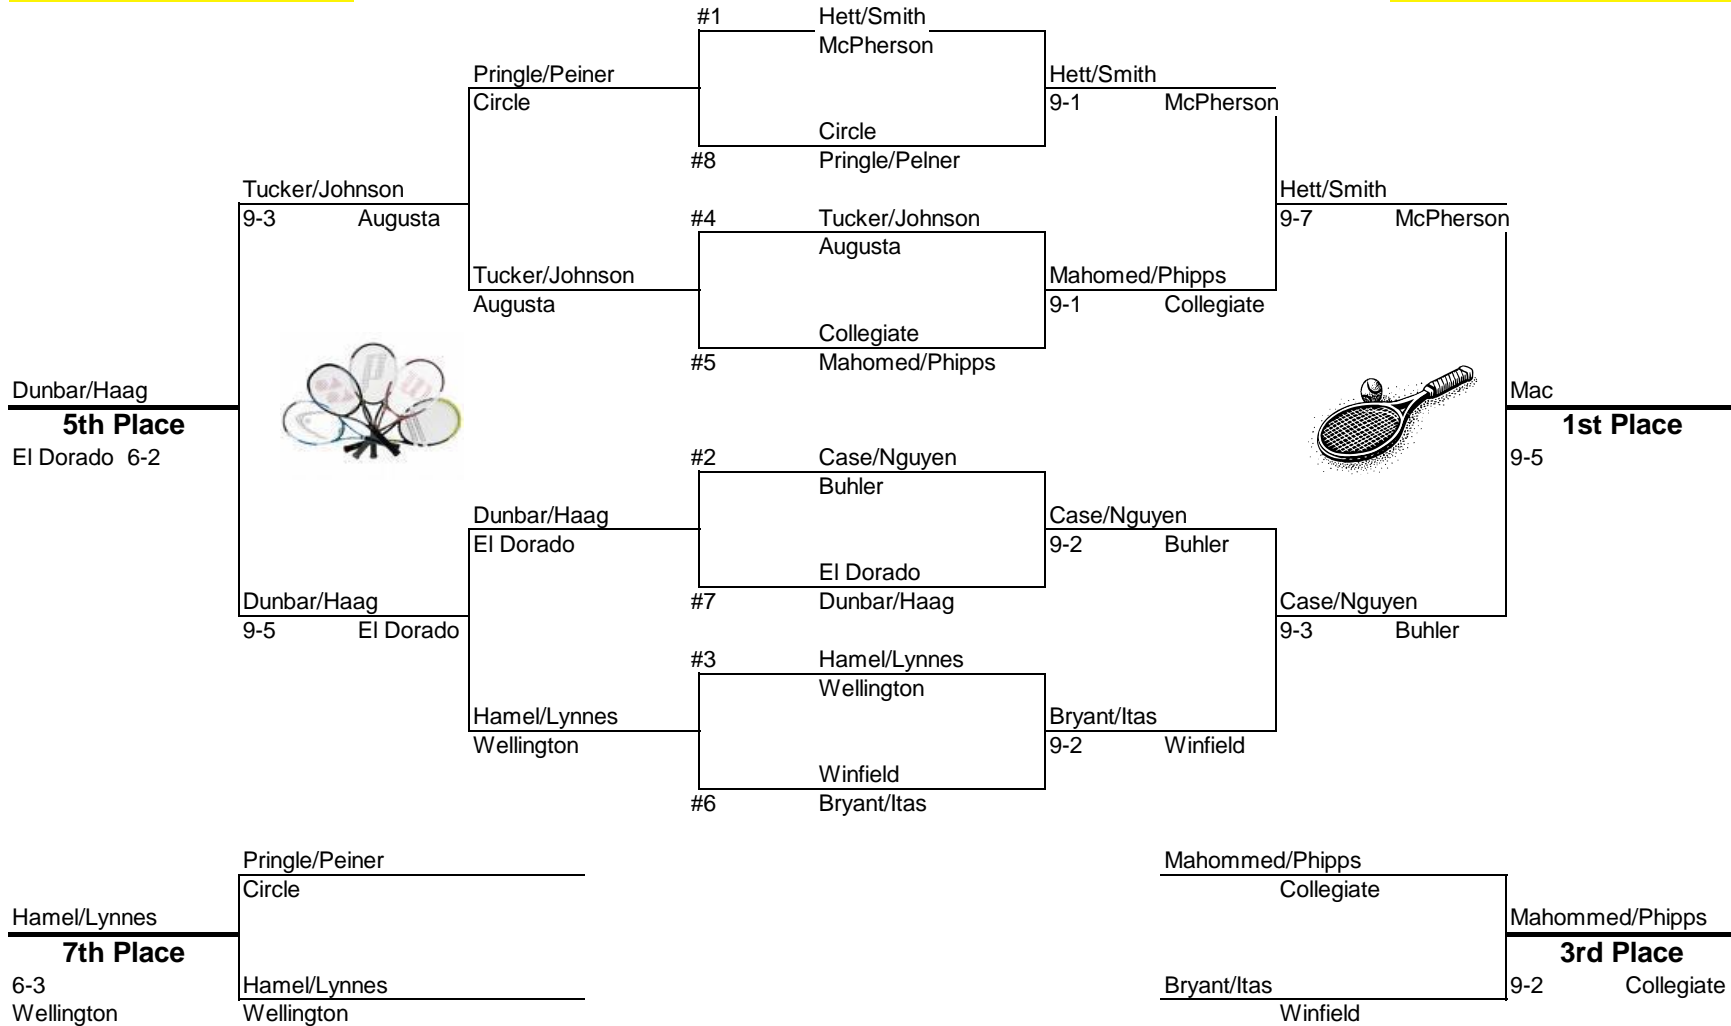 #1 Hett/Smith
McPherson
Pringle/Peiner Hett/Smith
Circle 9-1 McPherson
Circle
#8 Pringle/Pelner
Tucker/Johnson Hett/Smith
9-3 Augusta #4 Tucker/Johnson 9-7 McPherson
Augusta
Tucker/Johnson Mahomed/Phipps
Augusta 9-1 Collegiate
Collegiate
#5 Mahomed/Phipps
Dunbar/Haag Mac
5th Place 1st Place
El Dorado 6-2 #2 Case/Nguyen 9-5
Buhler
Dunbar/Haag Case/Nguyen
El Dorado 9-2 Buhler
El Dorado
Dunbar/Haag #7 Dunbar/Haag Case/Nguyen
9-5 El Dorado 9-3 Buhler
#3 Hamel/Lynnes
Wellington
Hamel/Lynnes Bryant/Itas
Wellington 9-2 Winfield
Winfield
#6 Bryant/Itas
Pringle/Peiner Mahommed/Phipps
Circle Collegiate
Hamel/Lynnes Mahommed/Phipps
7th Place 3rd Place
6-3 Hamel/Lynnes Bryant/Itas 9-2 Collegiate
Wellington Wellington Winfield